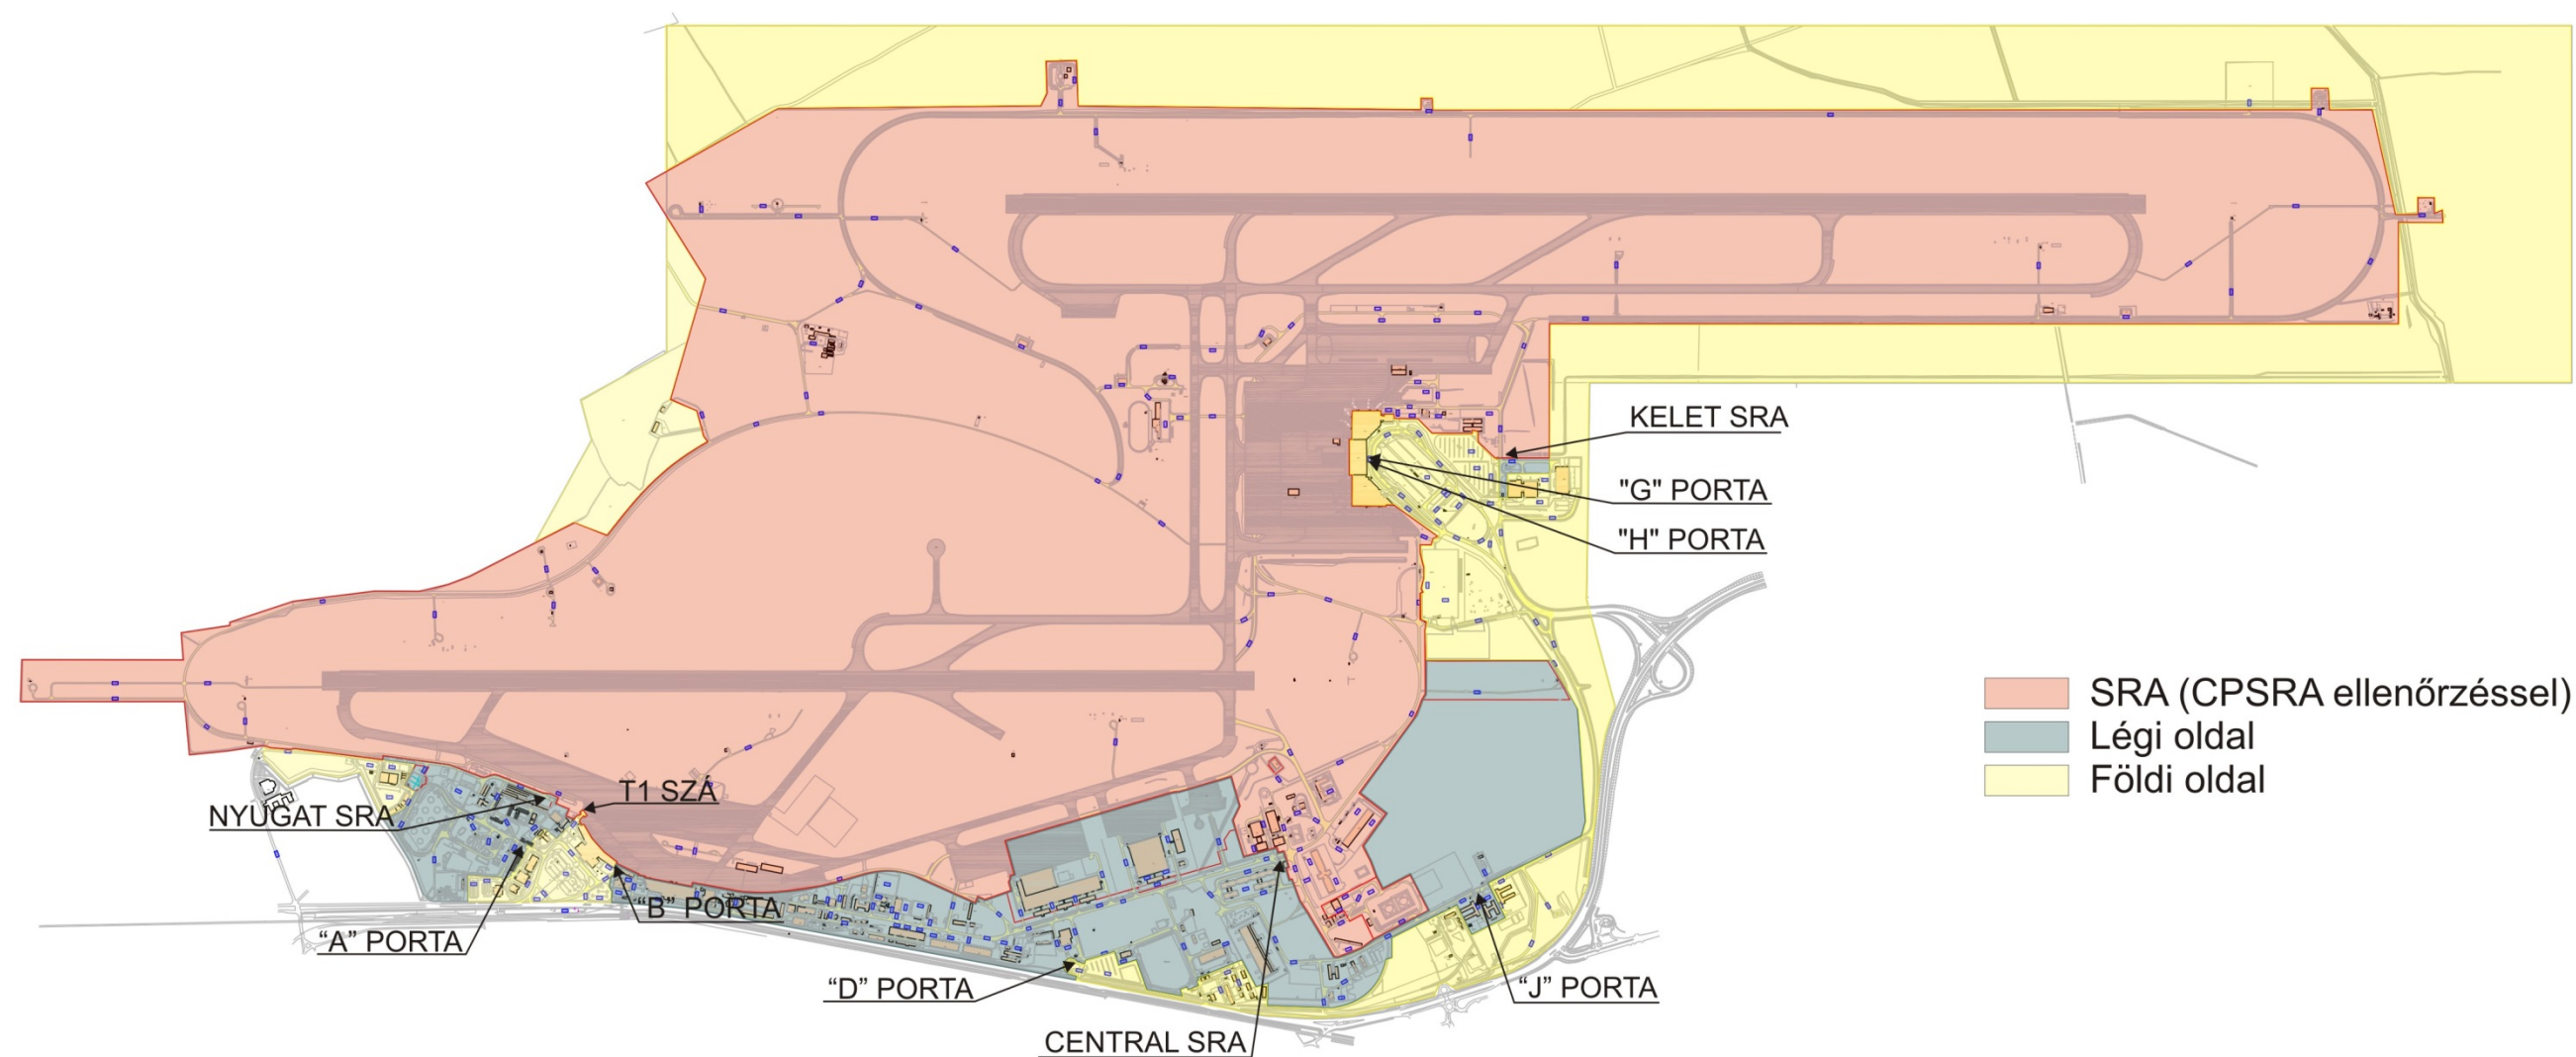 KELET SRA
"G" PORTA
"H" PORTA
SRA (CPSRA ellenőrzéssel)
Légi oldal
Földi oldal
T1 SZÁ
NYUGAT SRA
“B” PORTA
“A” PORTA
“D” PORTA
“J” PORTA
CENTRAL SRA